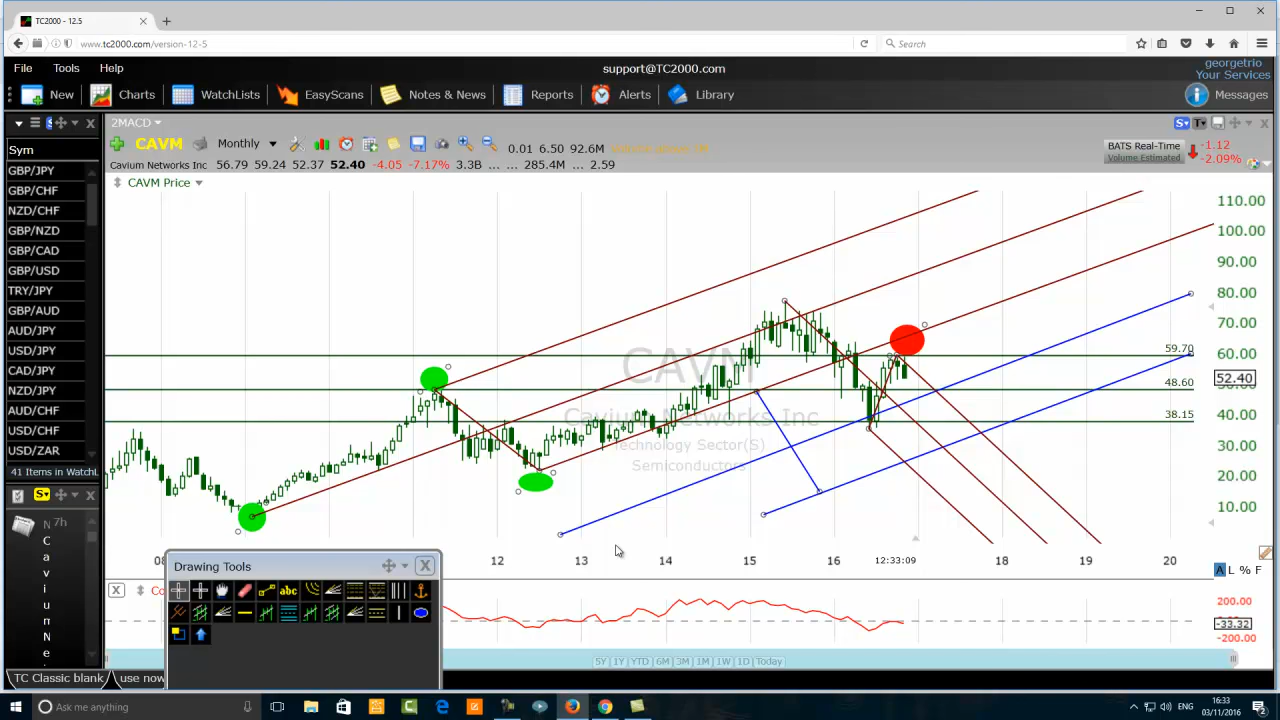 TC2000 - 12.5
www.tc2000.com/version-12-5
Search
File Tools Help
support@TC2000.com
georgetrio
Your Services
New Charts WatchLists EasyScans Notes & News Reports Alerts Library
Messages
2MACD
Sym
CAVM Monthly
0.01 6.50 92.6M
Cavium Networks Inc 56.79 59.24 52.37 52.40 -4.05 -7.17% 3.3B ... ... 285.4M ... 2.59
BATS Real-Time
Volume Estimated
-1.12
-2.09%
CAVM Price
GBP/JPY
GBP/CHF
NZD/CHF
GBP/NZD
GBP/CAD
GBP/USD
TRY/JPY
GBP/AUD
AUD/JPY
USD/JPY
CAD/JPY
NZD/JPY
AUD/CHF
USD/CHF
USD/ZAR
41 Items in WatchL
CAVM
Cavium Networks Inc
Technology Sector(S)
Semiconductors
59.70
48.60
38.15
110.00
100.00
90.00
80.00
70.00
60.00
52.40
40.00
30.00
20.00
10.00
08 12 13 14 15 16 12:33:09 18 19 20
A L % F
7h
N
C
a
v
i
u
m
N
e
Drawing Tools
abc
Co
200.00
-33.32
-200.00
5Y 1Y YTD 6M 3M 1M 1W 1D Today
TC Classic blank
use now
Ask me anything
ENG
16:33
03/11/2016
2